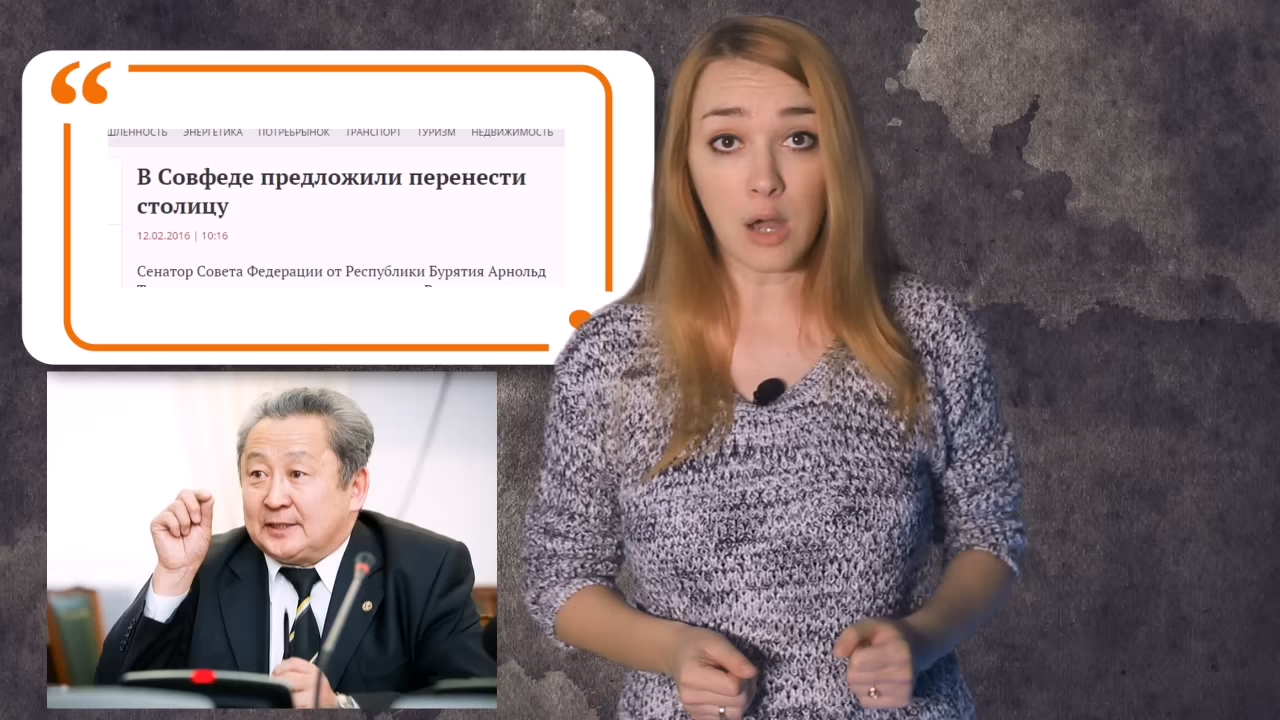 ЭНЕРГЕТИКА ПОТРЕБРЫНОК ТРАНСПОРТ ТУРИЗМ НЕДВИЖИМОСТЬ
В Совфеде предложили перенести
столицу
12.02.2016 | 10:16
Сенатор Совета Федерации от Республики Бурятия Арнольд